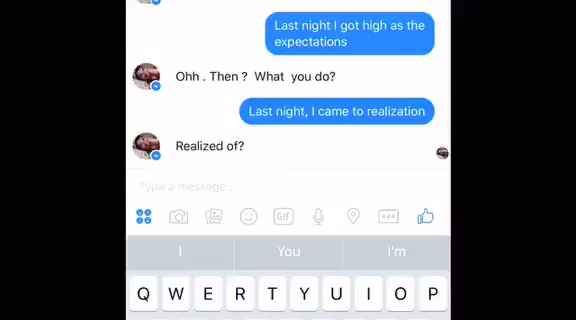 Last night I got high as the
expectations
Ohh . Then ? What you do?
Last night, I came to realization
Realized of?
Type a message...
GIF
I You I'm
Q W E R T Y U I O P